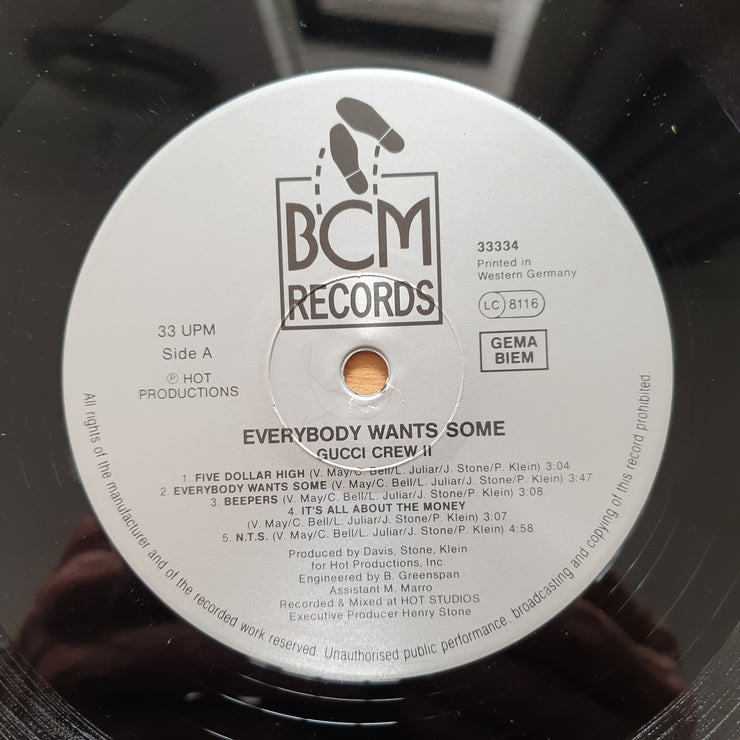 BCM
RECORDS
33334
Printed in
Western Germany
LC 8116
GEMA
BIEM
33 UPM
Side A
℗ HOT
PRODUCTIONS
EVERYBODY WANTS SOME
GUCCI CREW II
1. FIVE DOLLAR HIGH (V. May/C. Bell/L. Juliar/J. Stone/P. Klein) 3:04
2. EVERYBODY WANTS SOME (V. May/C. Bell/L. Juliar/J. Stone/P. Klein) 3:47
3. BEEPERS (V. May/C. Bell/L. Juliar/J. Stone/P. Klein) 3:08
4. IT'S ALL ABOUT THE MONEY
(V. May/C. Bell/L. Juliar/J. Stone/P. Klein) 3:07
5. N.T.S. (V. May/C. Bell/L. Juliar/J. Stone/P. Klein) 4:58
Produced by Davis, Stone, Klein
for Hot Productions, Inc.
Engineered by B. Greenspan
Assistant M. Marro
Recorded & Mixed at HOT STUDIOS
Executive Producer Henry Stone
All rights of the manufacturer and of the recorded work reserved. Unauthorised public performance, broadcasting and copying of this record prohibited